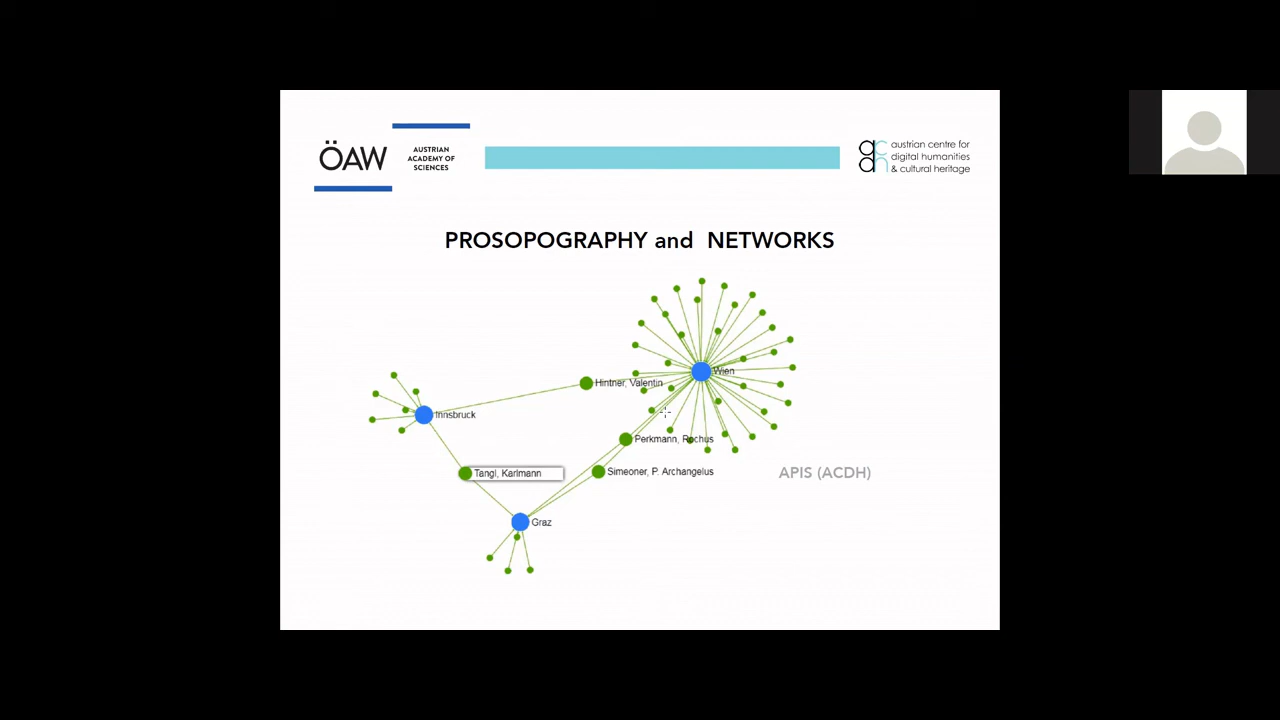 ÖAW
AUSTRIAN
ACADEMY OF
SCIENCES
acdh
austrian centre for
digital humanities
& cultural heritage
PROSOPOGRAPHY and NETWORKS
Wien
Hintner, Valentin
Innsbruck
Perkmann, Rochus
Tangl, Karlmann
Simeoner, P. Archangelus
APIS (ACDH)
Graz